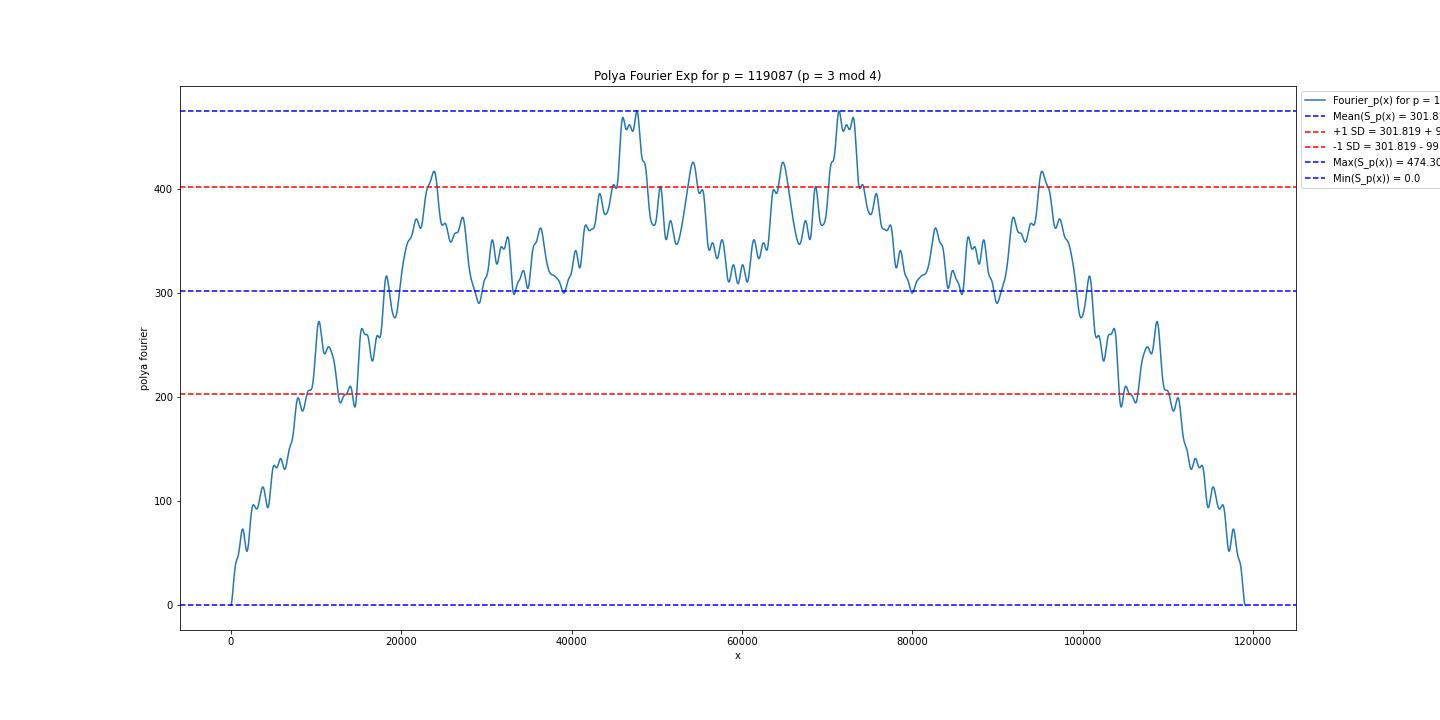 Polya Fourier Exp for p = 119087 (p = 3 mod 4)
Fourier_p(x) for p = 1
Mean(S_p(x) = 301.8
+1 SD = 301.819 + 9
-1 SD = 301.819 - 99
Max(S_p(x)) = 474.30
Min(S_p(x)) = 0.0
polya fourier
400
300
200
100
0
0 20000 40000 60000 80000 100000 120000
x